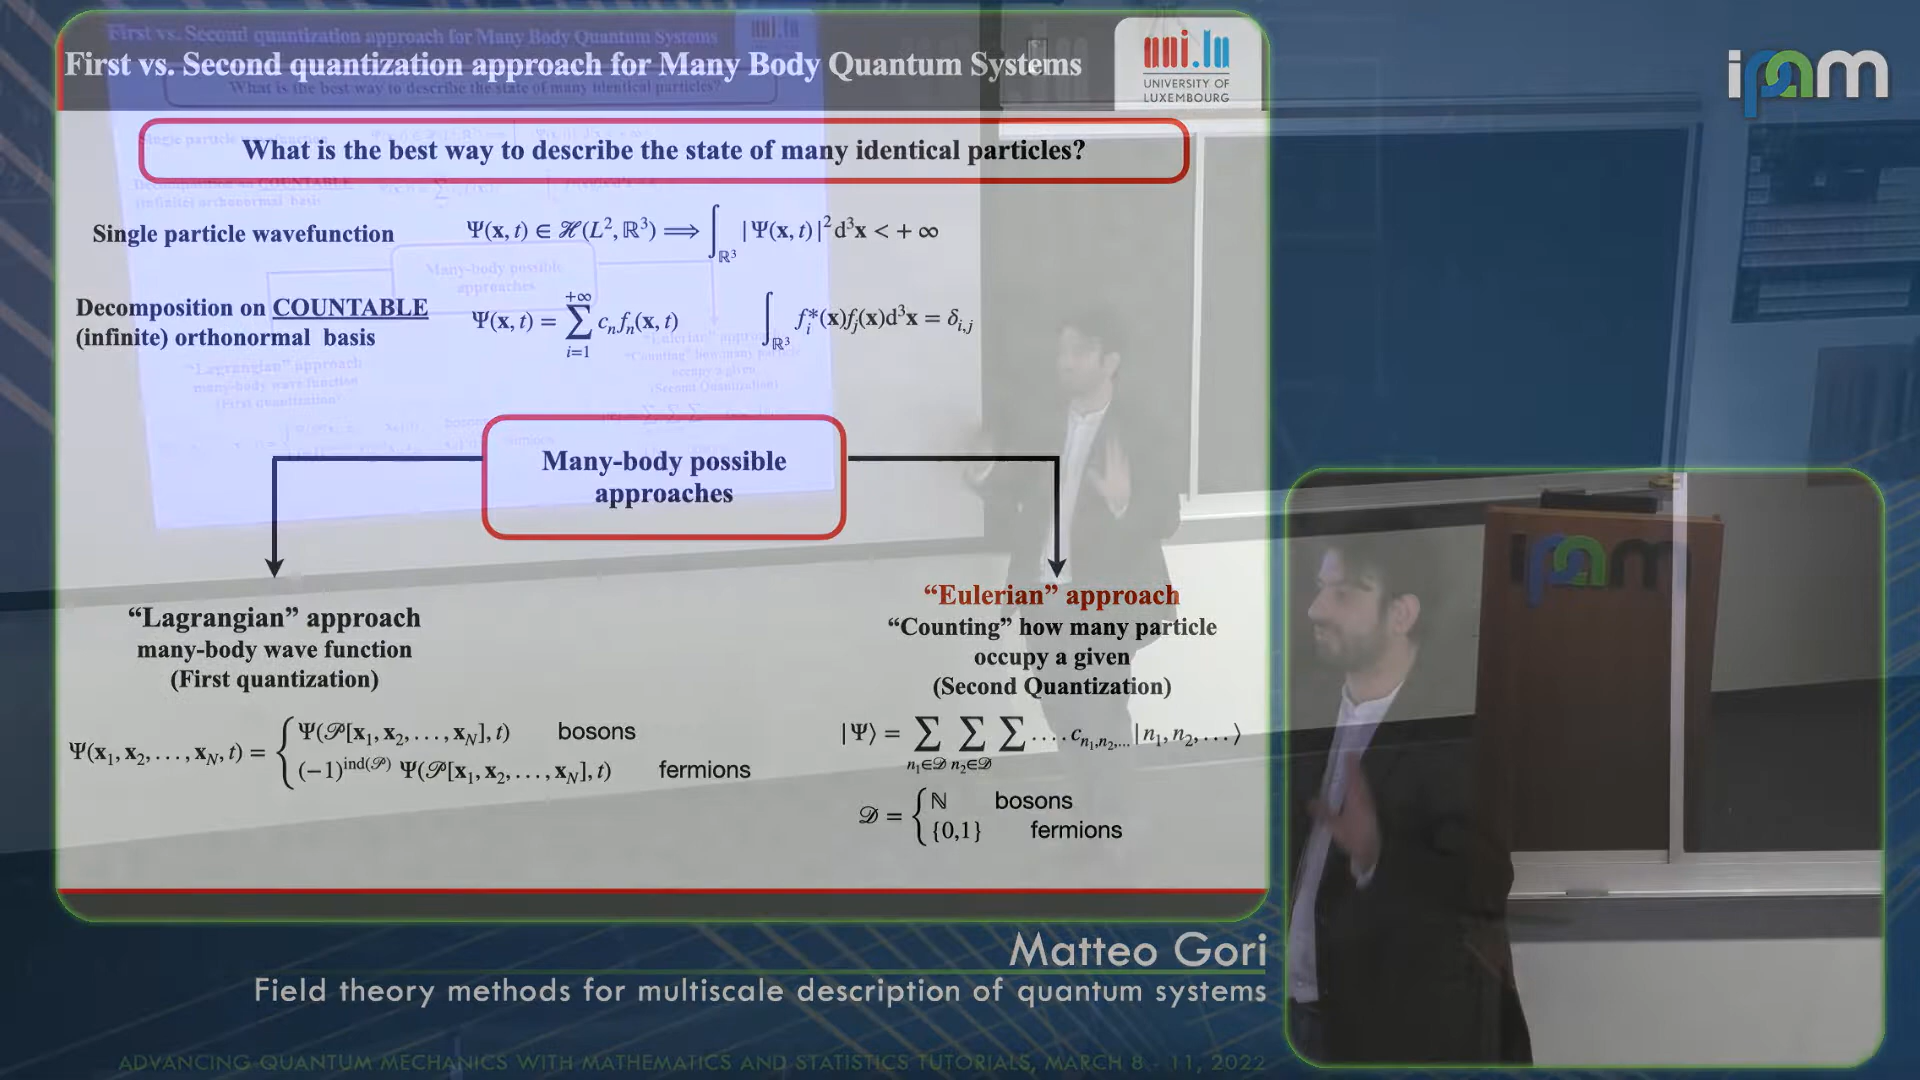 First vs. Second quantization approach for Many Body Quantum Systems
uni.lu
UNIVERSITY OF
LUXEMBOURG
ipam
What is the best way to describe the state of many identical particles?
Single particle wavefunction
Ψ(x, t) ∈ ℋ(L², ℝ³) ⟹ ∫_ℝ³ |Ψ(x, t)|² d³x < + ∞
Decomposition on COUNTABLE
(infinite) orthonormal basis
Ψ(x, t) = ∑_{i=1}^{+∞} cₙfₙ(x, t)
∫_ℝ³ f_i*(x)f_j(x)d³x = δ_{i,j}
Many-body possible
approaches
“Lagrangian” approach
many-body wave function
(First quantization)
Ψ(x₁, x₂, . . . , x_N, t) = { Ψ(𝒫[x₁, x₂, . . . , x_N], t) bosons
(−1)^{ind(𝒫)} Ψ(𝒫[x₁, x₂, . . . , x_N], t) fermions
“Eulerian” approach
“Counting” how many particle
occupy a given
(Second Quantization)
|Ψ⟩ = ∑_{n₁∈𝒟} ∑_{n₂∈𝒟} ∑ . . . . c_{n₁,n₂,...} |n₁, n₂, . . . ⟩
𝒟 = { ℕ bosons
{0,1} fermions
ipam
Matteo Gori
Field theory methods for multiscale description of quantum systems
ADVANCING QUANTUM MECHANICS WITH MATHEMATICS AND STATISTICS TUTORIALS, MARCH 8 - 11, 2022